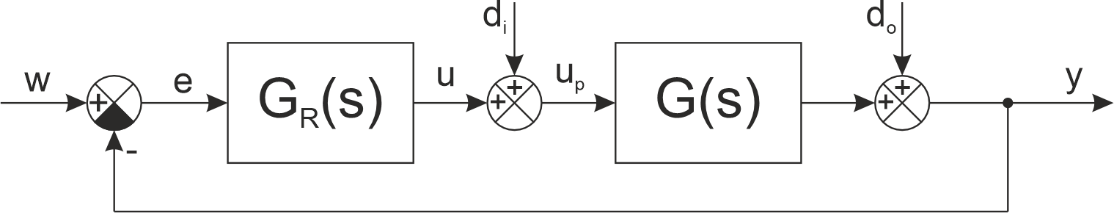 d_i d_o
w e u u_p y
+ G_R(s) + + G(s) + +
-